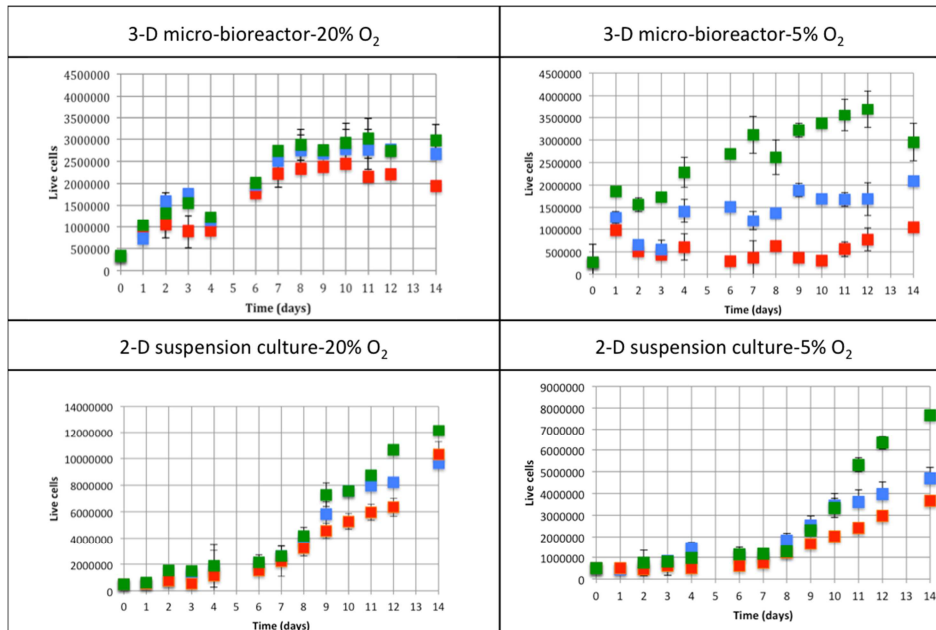 3-D micro-bioreactor-20% O₂
3-D micro-bioreactor-5% O₂
Live cells
4500000
4000000
3500000
3000000
2500000
2000000
1500000
1000000
500000
0
0 1 2 3 4 5 6 7 8 9 10 11 12 14
Time (days)
Live cells
4500000
4000000
3500000
3000000
2500000
2000000
1500000
1000000
500000
0
0 1 2 3 4 5 6 7 8 9 10 11 12 13 14
Time (days)
2-D suspension culture-20% O₂
2-D suspension culture-5% O₂
Live cells
14000000
12000000
10000000
8000000
6000000
4000000
2000000
0
0 1 2 3 4 5 6 7 8 9 10 11 12 13 14
Time (days)
Live cells
9000000
8000000
7000000
6000000
5000000
4000000
3000000
2000000
1000000
0
0 1 2 3 4 5 6 7 8 9 10 11 12 13 14
Time (days)